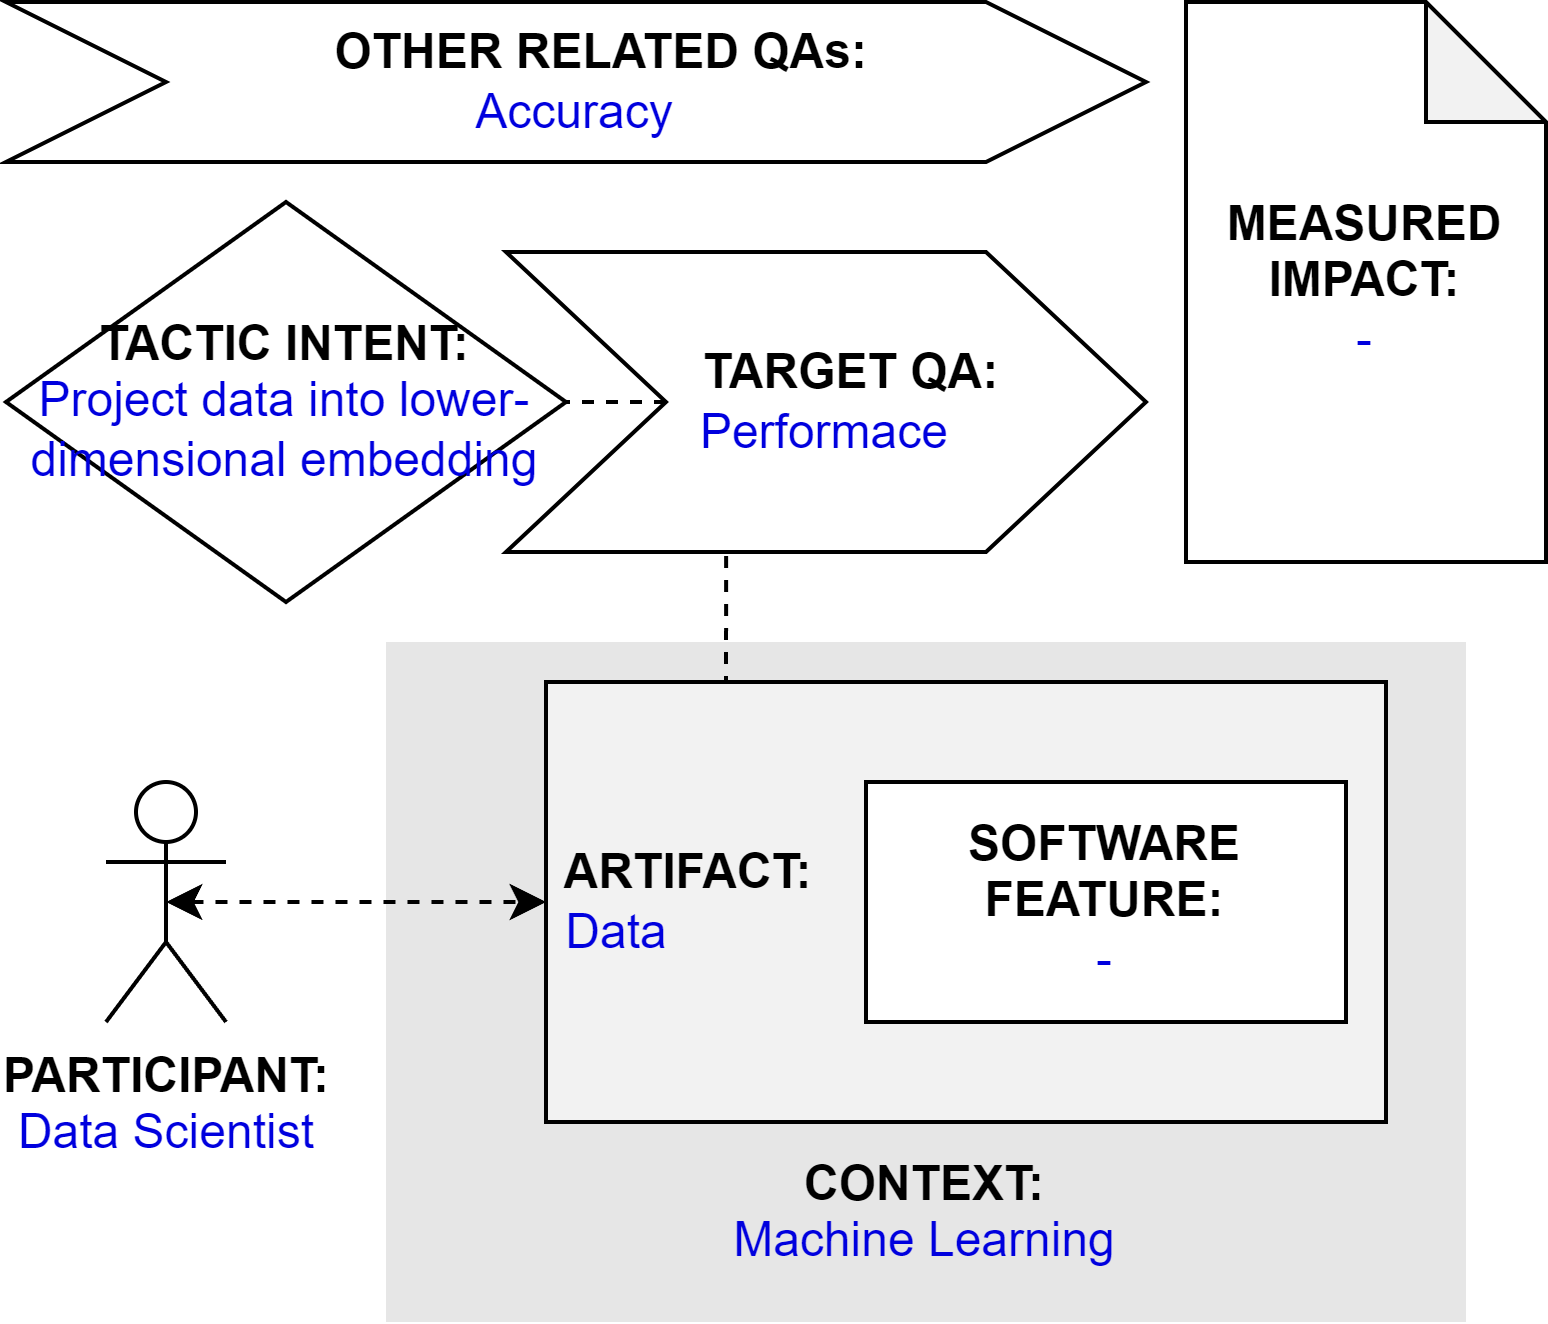 OTHER RELATED QAs:
Accuracy
MEASURED
IMPACT:
-
TACTIC INTENT:
Project data into lower-
dimensional embedding
TARGET QA:
Performace
ARTIFACT:
Data
SOFTWARE
FEATURE:
-
PARTICIPANT:
Data Scientist
CONTEXT:
Machine Learning